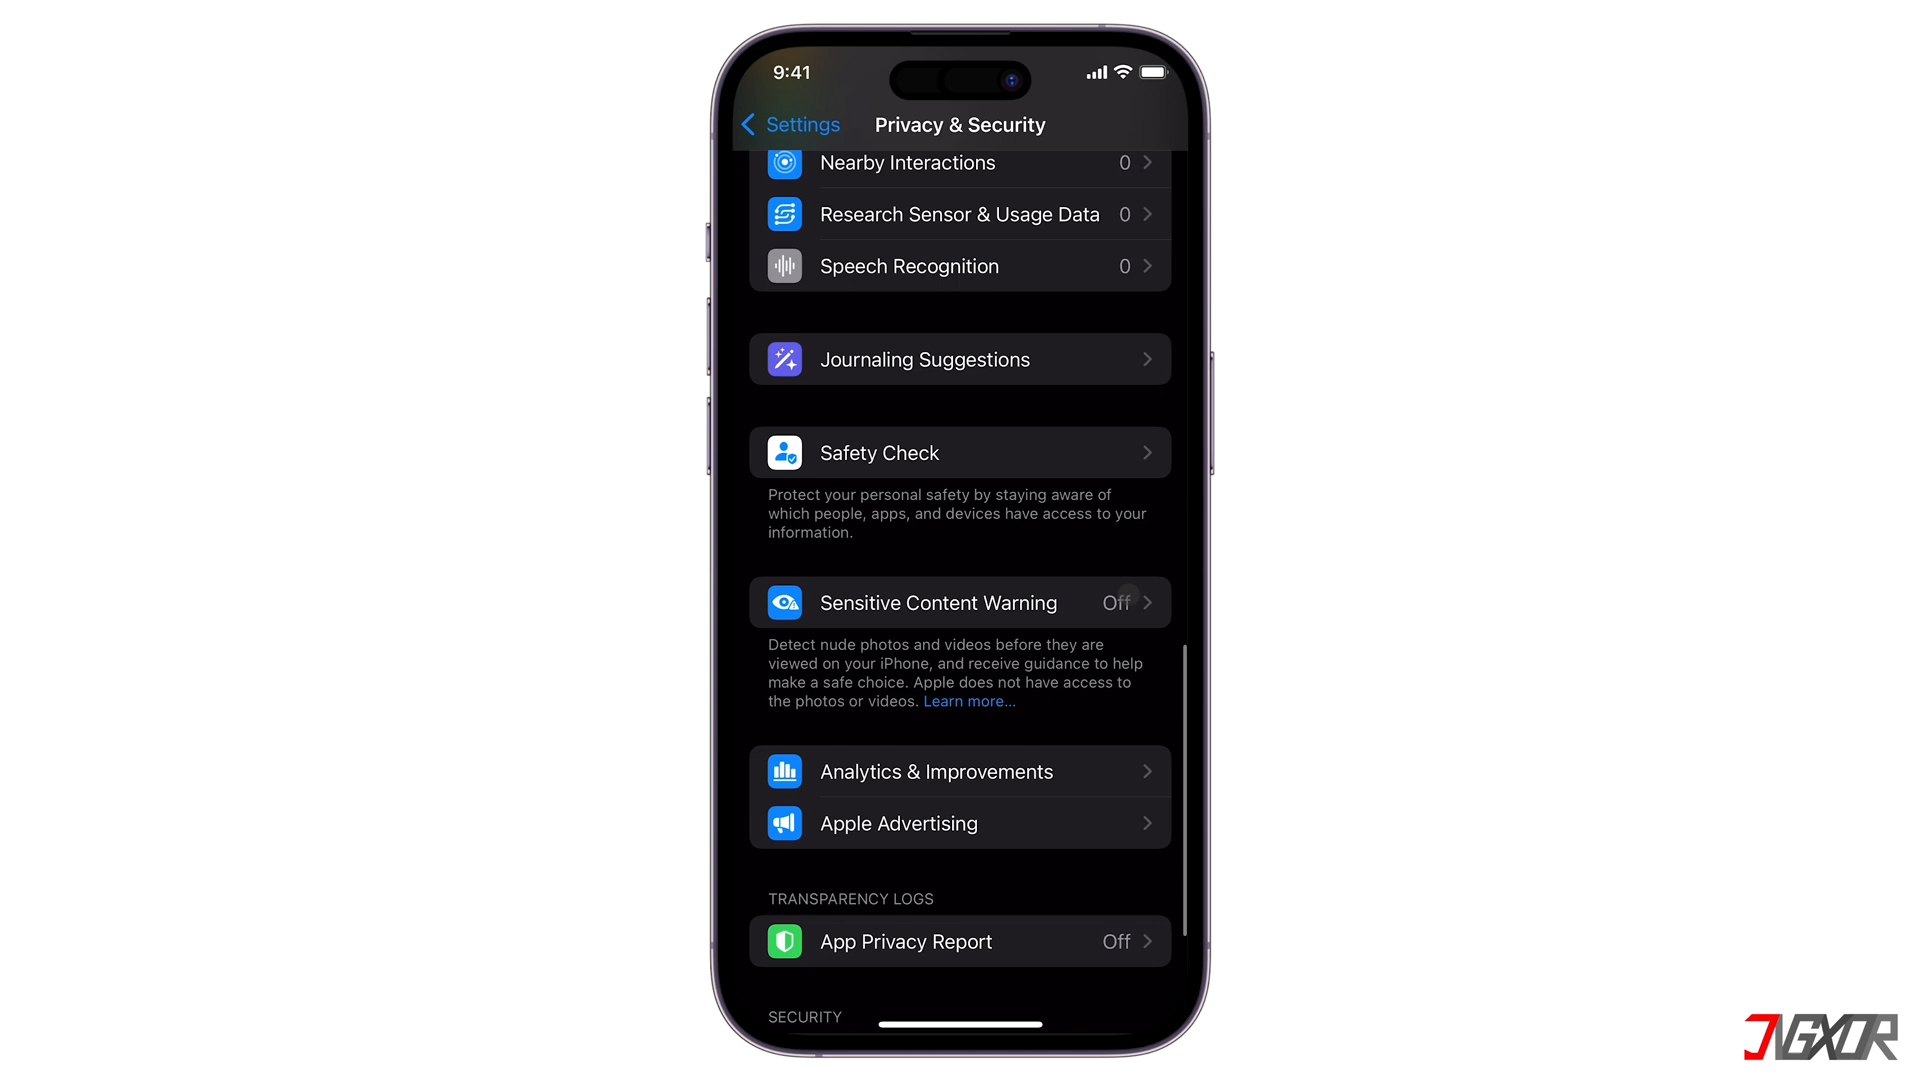 9:41
Settings
Privacy & Security
Nearby Interactions 0
Research Sensor & Usage Data 0
Speech Recognition 0
Journaling Suggestions
Safety Check
Protect your personal safety by staying aware of
which people, apps, and devices have access to your
information.
Sensitive Content Warning Off
Detect nude photos and videos before they are
viewed on your iPhone, and receive guidance to help
make a safe choice. Apple does not have access to
the photos or videos. Learn more...
Analytics & Improvements
Apple Advertising
TRANSPARENCY LOGS
App Privacy Report Off
SECURITY
JVGXOR